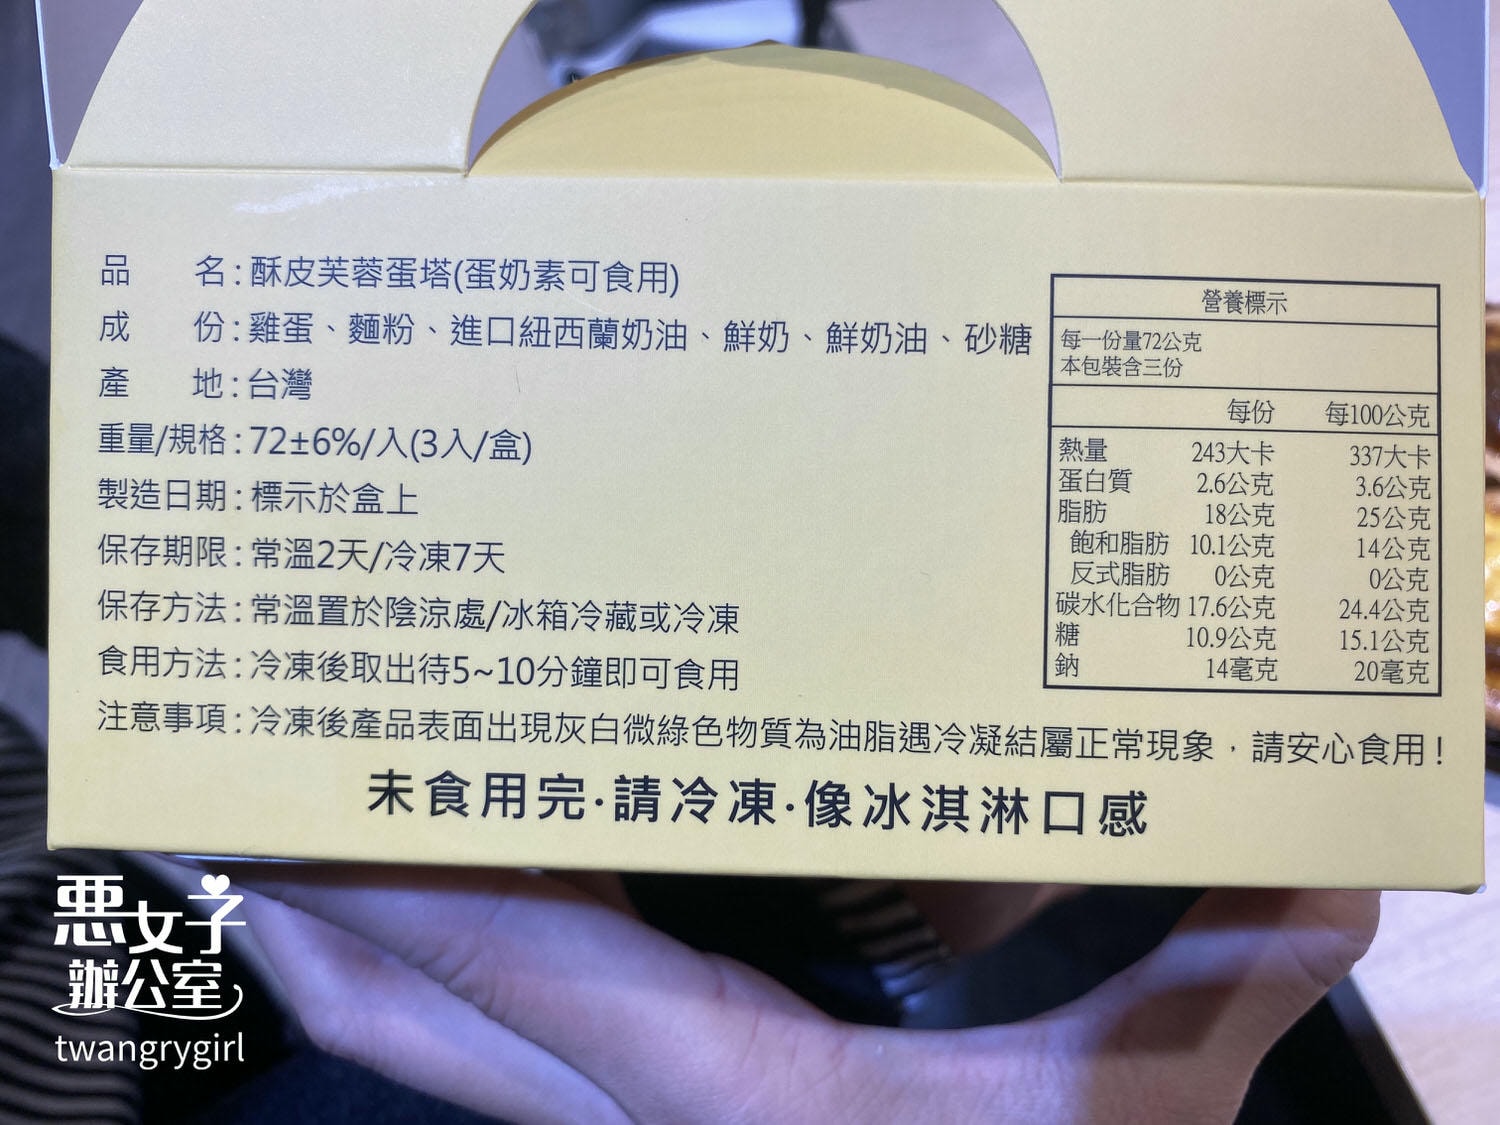 品 名:酥皮芙蓉蛋塔(蛋奶素可食用)
成 份:雞蛋、麵粉、進口紐西蘭奶油、鮮奶、鮮奶油、砂糖
產 地:台灣
重量/規格:72±6%/入(3入/盒)
製造日期:標示於盒上
保存期限:常溫2天/冷凍7天
保存方法:常溫置於陰涼處/冰箱冷藏或冷凍
食用方法:冷凍後取出待5~10分鐘即可食用
注意事項:冷凍後產品表面出現灰白微綠色物質為油脂遇冷凝結屬正常現象,請安心食用!
未食用完·請冷凍·像冰淇淋口感
營養標示
每一份量72公克
本包裝含三份
每份 每100公克
熱量 243大卡 337大卡
蛋白質 2.6公克 3.6公克
脂肪 18公克 25公克
飽和脂肪 10.1公克 14公克
反式脂肪 0公克 0公克
碳水化合物 17.6公克 24.4公克
糖 10.9公克 15.1公克
鈉 14毫克 20毫克
悪女子
辦公室
twangrygirl